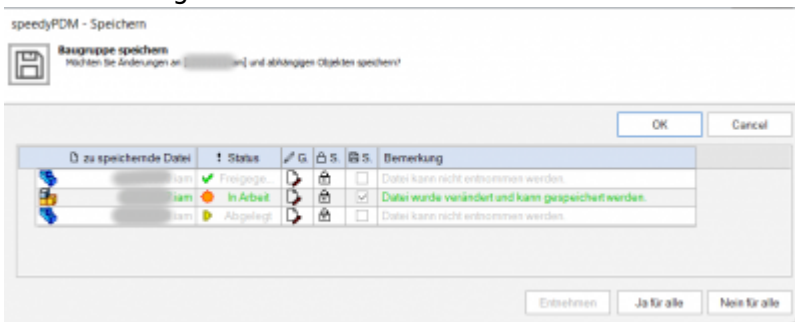 speedyPDM - Speichern
Baugruppe speichern
Möchten Sie Änderungen an [ am] und abhängigen Objekten speichern?
OK Cancel
zu speichernde Datei ! Status G. S. S. Bemerkung
iam Freigege... Datei kann nicht entnommen werden.
iam In Arbeit Datei wurde verändert und kann gespeichert werden.
iam Abgelegt Datei kann nicht entnommen werden.
Entnehmen Ja für alle Nein für alle